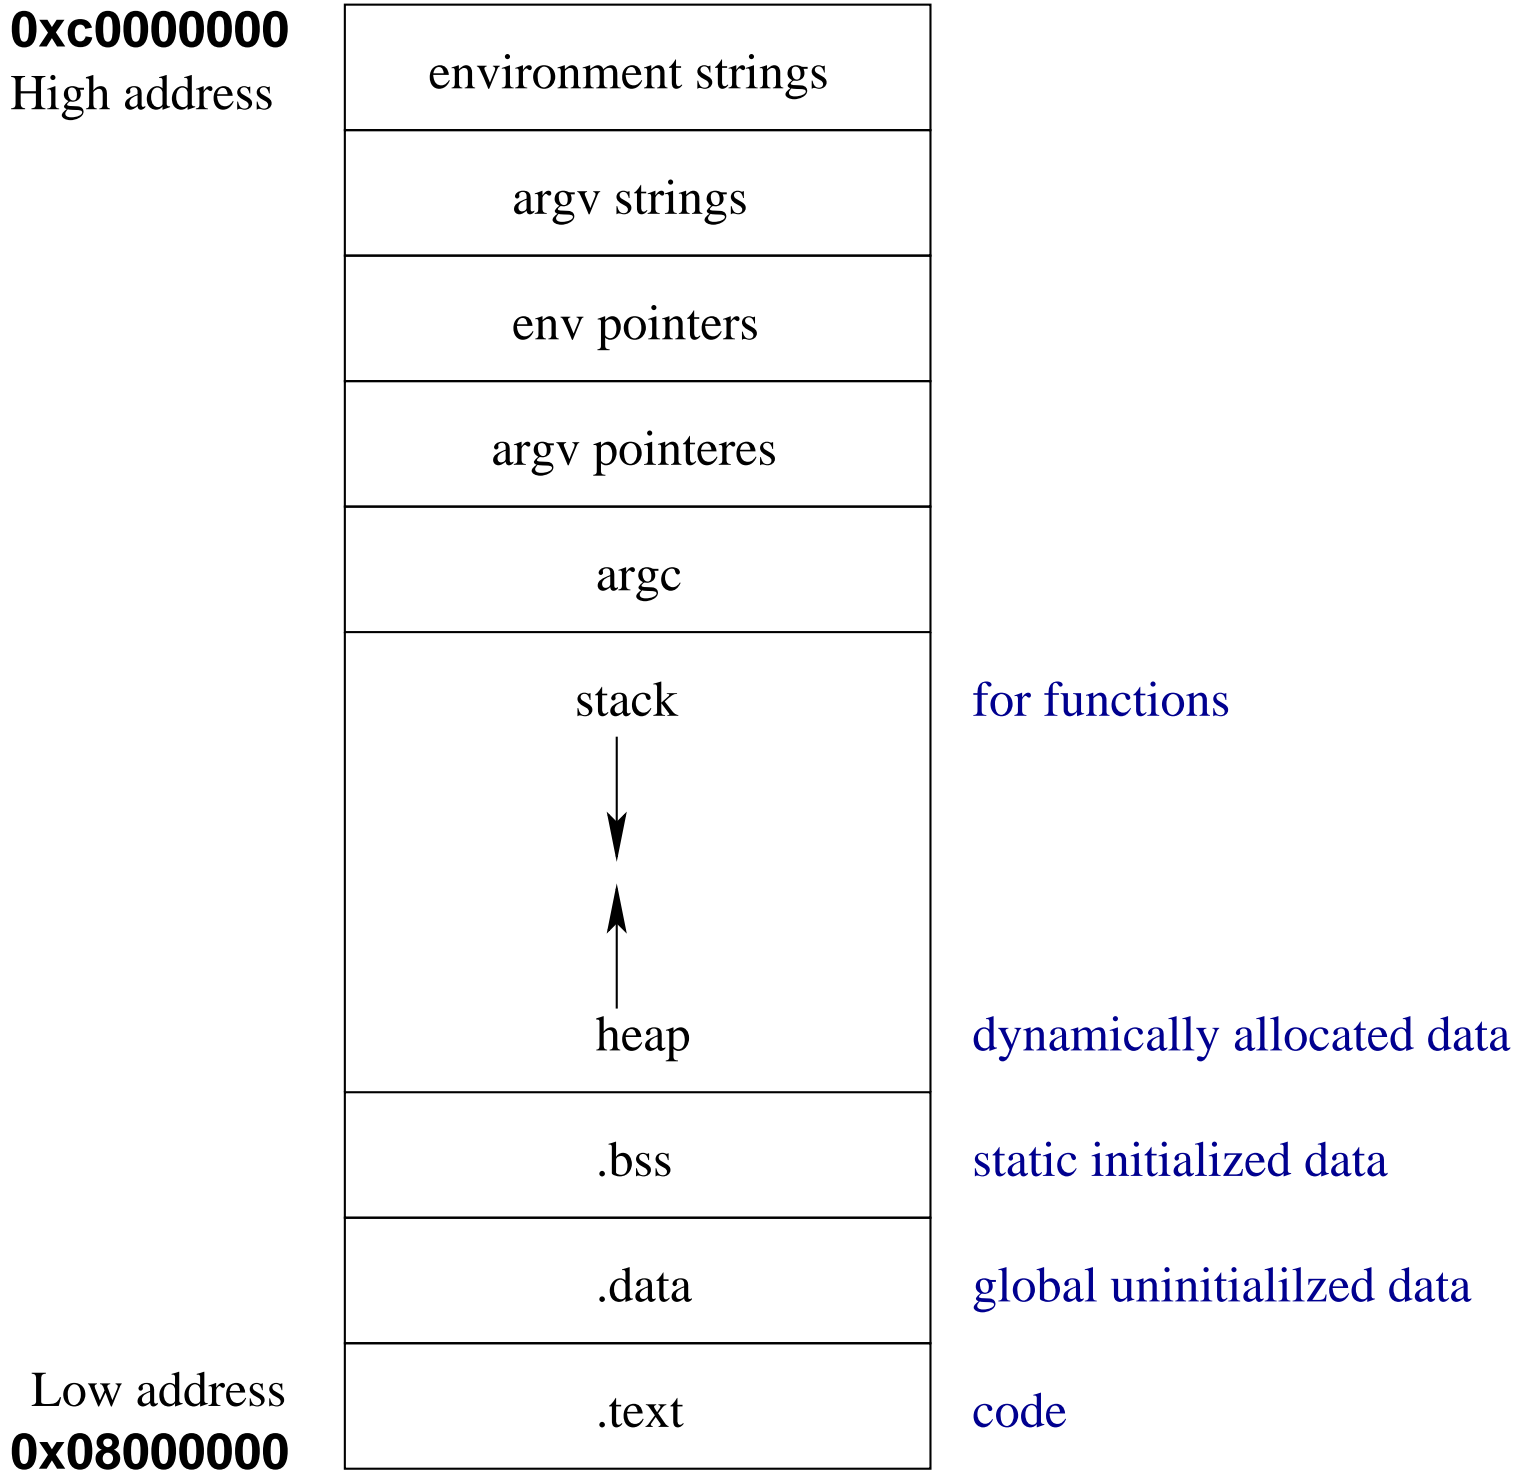 0xc0000000
High address
environment strings
argv strings
env pointers
argv pointeres
argc
stack for functions
heap dynamically allocated data
.bss static initialized data
.data global uninitialilzed data
Low address
.text code
0x08000000